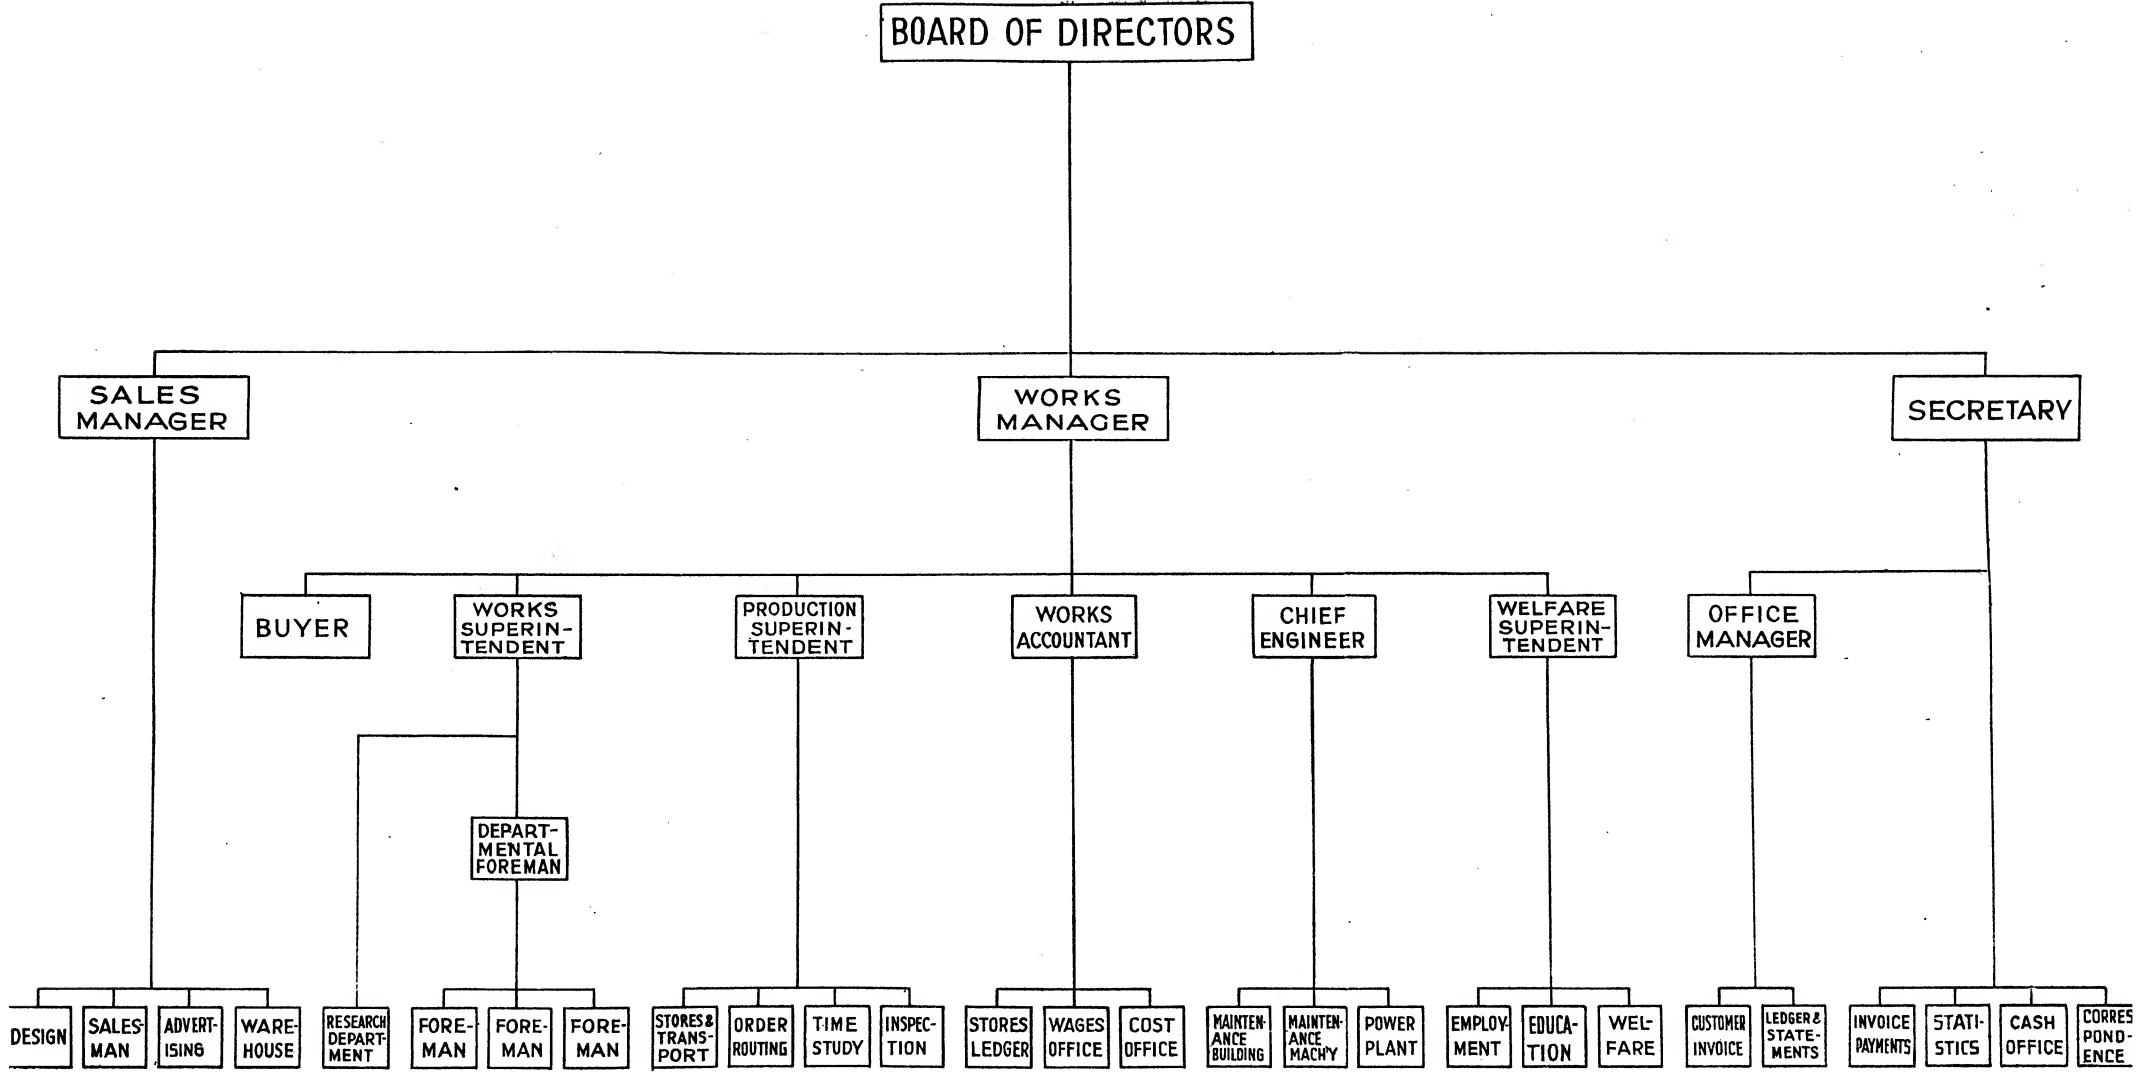 BOARD OF DIRECTORS
SALES
MANAGER
WORKS
MANAGER
SECRETARY
BUYER
WORKS
SUPERIN-
TENDENT
PRODUCTION
SUPERIN-
TENDENT
WORKS
ACCOUNTANT
CHIEF
ENGINEER
WELFARE
SUPERIN-
TENDENT
OFFICE
MANAGER
DEPART-
MENTAL
FOREMAN
DESIGN
SALES-
MAN
ADVERT-
ISING
WARE-
HOUSE
RESEARCH
DEPART-
MENT
FORE-
MAN
FORE-
MAN
FORE-
MAN
STORES &
TRANS-
PORT
ORDER
ROUTING
TIME
STUDY
INSPEC-
TION
STORES
LEDGER
WAGES
OFFICE
COST
OFFICE
MAINTEN-
ANCE
BUILDING
MAINTEN-
ANCE
MACH'Y
POWER
PLANT
EMPLOY-
MENT
EDUCA-
TION
WEL-
FARE
CUSTOMER
INVOICE
LEDGER &
STATE-
MENTS
INVOICE
PAYMENTS
STATI-
STICS
CASH
OFFICE
CORRES
POND-
ENCE